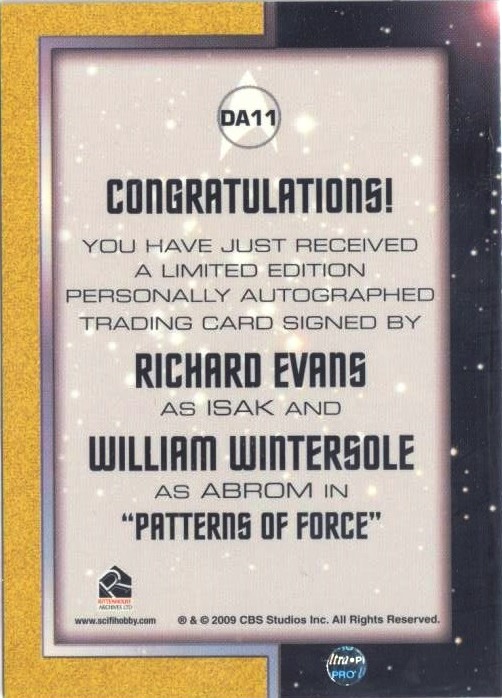 DA11
CONGRATULATIONS!
YOU HAVE JUST RECEIVED
A LIMITED EDITION
PERSONALLY AUTOGRAPHED
TRADING CARD SIGNED BY
RICHARD EVANS
AS ISAK AND
WILLIAM WINTERSOLE
AS ABROM IN
"PATTERNS OF FORCE"
RITTENHOUSE
ARCHIVES LTD
www.scifihobby.com ® & © 2009 CBS Studios Inc. All Rights Reserved.
ltra•P
PRO